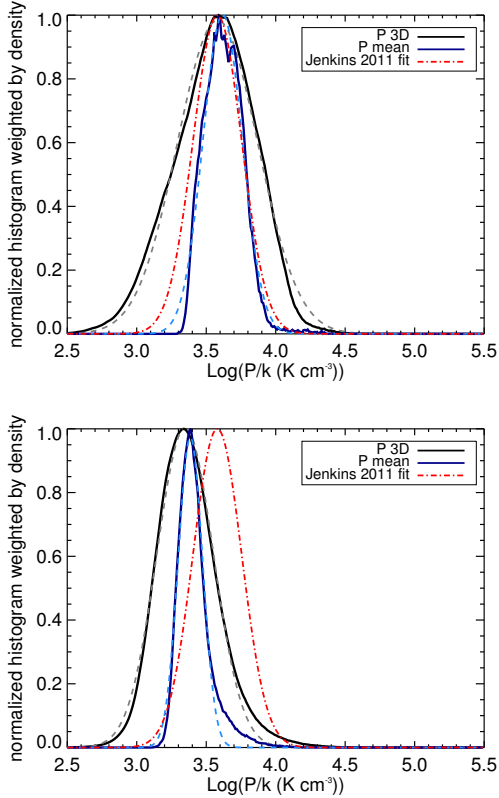 normalized histogram weighted by density
1.0
0.8
0.6
0.4
0.2
0.0
P 3D
P mean
Jenkins 2011 fit
2.5 3.0 3.5 4.0 4.5 5.0 5.5
Log(P/k (K cm⁻³))
normalized histogram weighted by density
1.0
0.8
0.6
0.4
0.2
0.0
P 3D
P mean
Jenkins 2011 fit
2.5 3.0 3.5 4.0 4.5 5.0 5.5
Log(P/k (K cm⁻³))